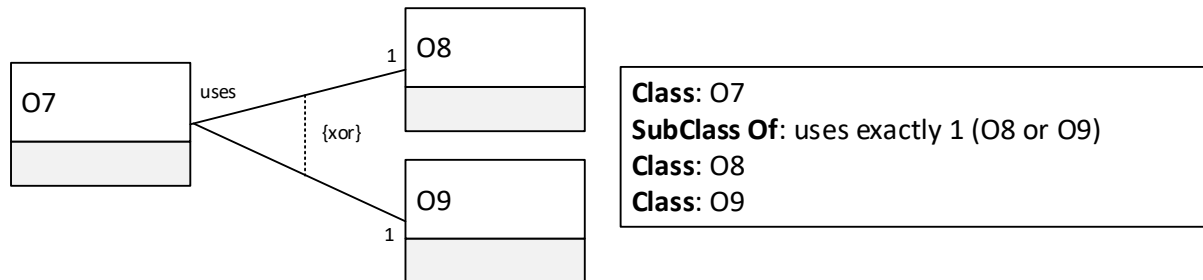 O7
uses
1
O8
{xor}
O9
1
Class: O7
SubClass Of: uses exactly 1 (O8 or O9)
Class: O8
Class: O9